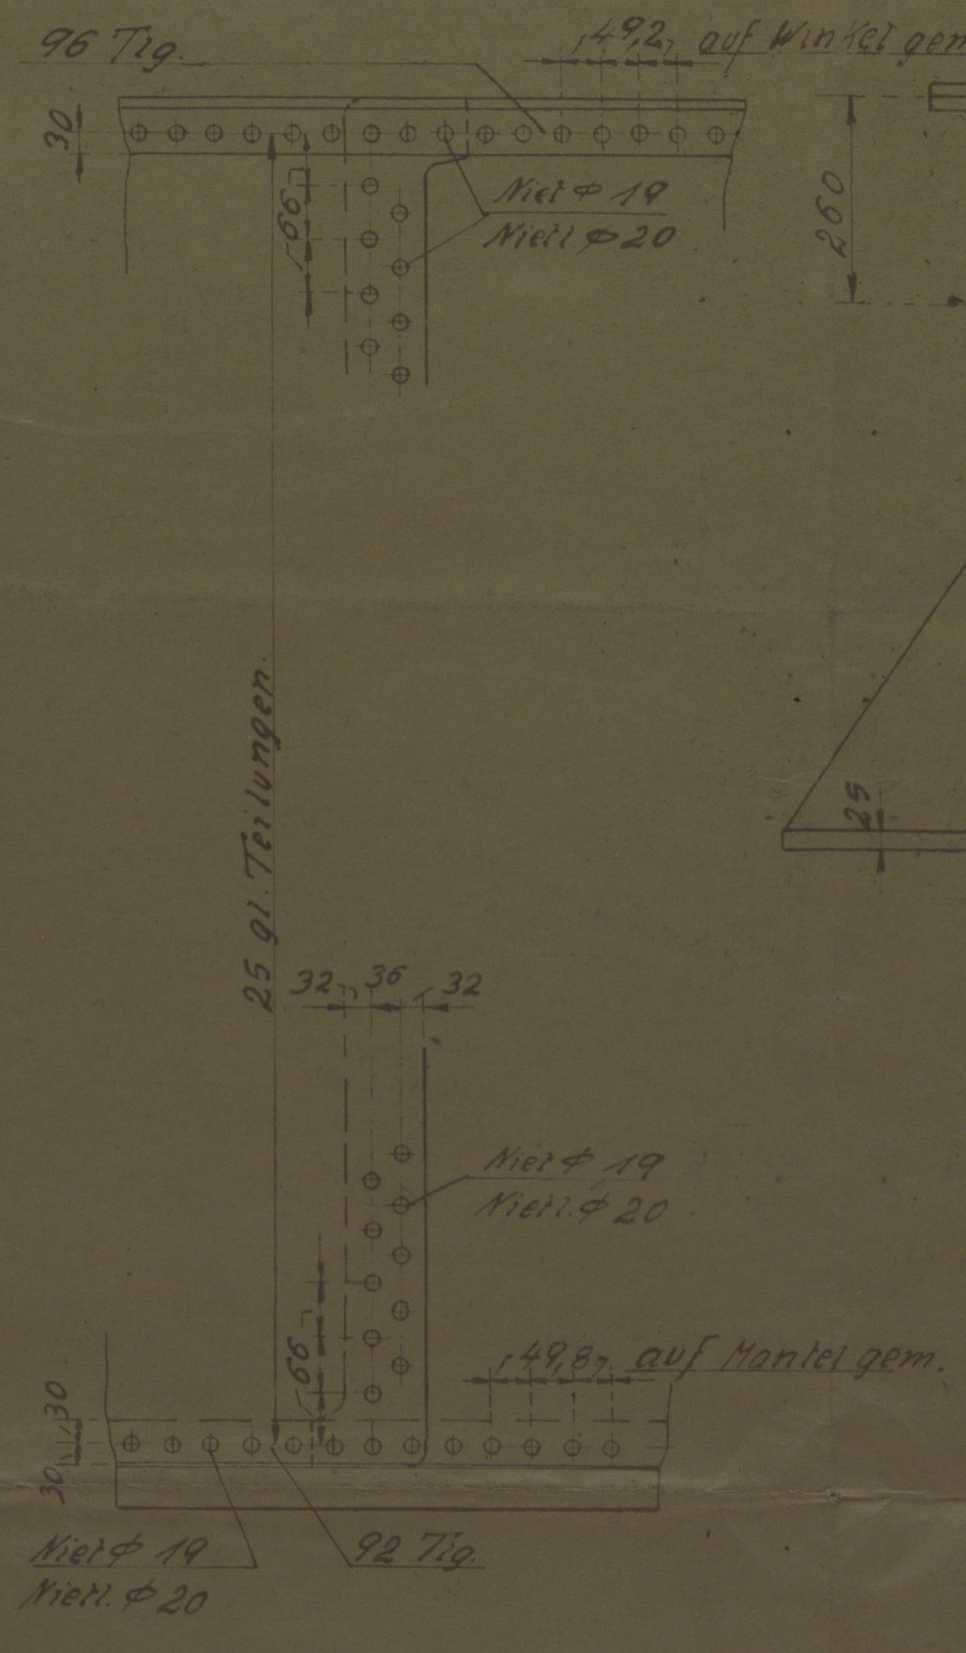 96 Tlg.
49,2 auf Winkel gem
30
Niet ⌀ 19
Nietl ⌀ 20
66
260
25 gl. Teilungen.
25
32 36 32
Niet ⌀ 19
Nietl. ⌀ 20
66
49,8 auf Mantel gem.
30
30
Niet ⌀ 19
Nietl. ⌀ 20
92 Tlg.